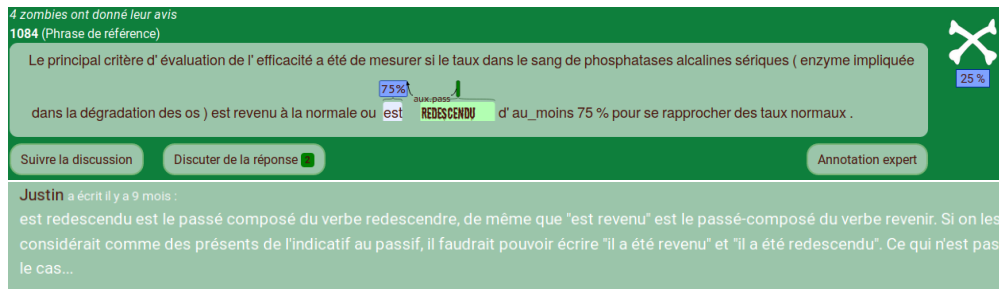 4 zombies ont donné leur avis
1084 (Phrase de référence)
Le principal critère d' évaluation de l' efficacité a été de mesurer si le taux dans le sang de phosphatases alcalines sériques ( enzyme impliquée
25 %
75%
aux.pass
dans la dégradation des os ) est revenu à la normale ou est REDESCENDU d' au_moins 75 % pour se rapprocher des taux normaux .
Suivre la discussion Discuter de la réponse 2 Annotation expert
Justin a écrit il y a 9 mois :
est redescendu est le passé composé du verbe redescendre, de même que "est revenu" est le passé-composé du verbe revenir. Si on les
considérait comme des présents de l'indicatif au passif, il faudrait pouvoir écrire "il a été revenu" et "il a été redescendu". Ce qui n'est pas
le cas...